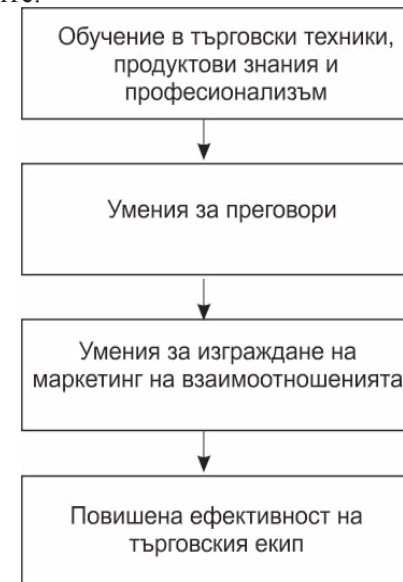 Обучение в търговски техники,
продуктови знания и
професионализъм
Умения за преговори
Умения за изграждане на
маркетинг на взаимоотношенията
Повишена ефективност на
търговския екип